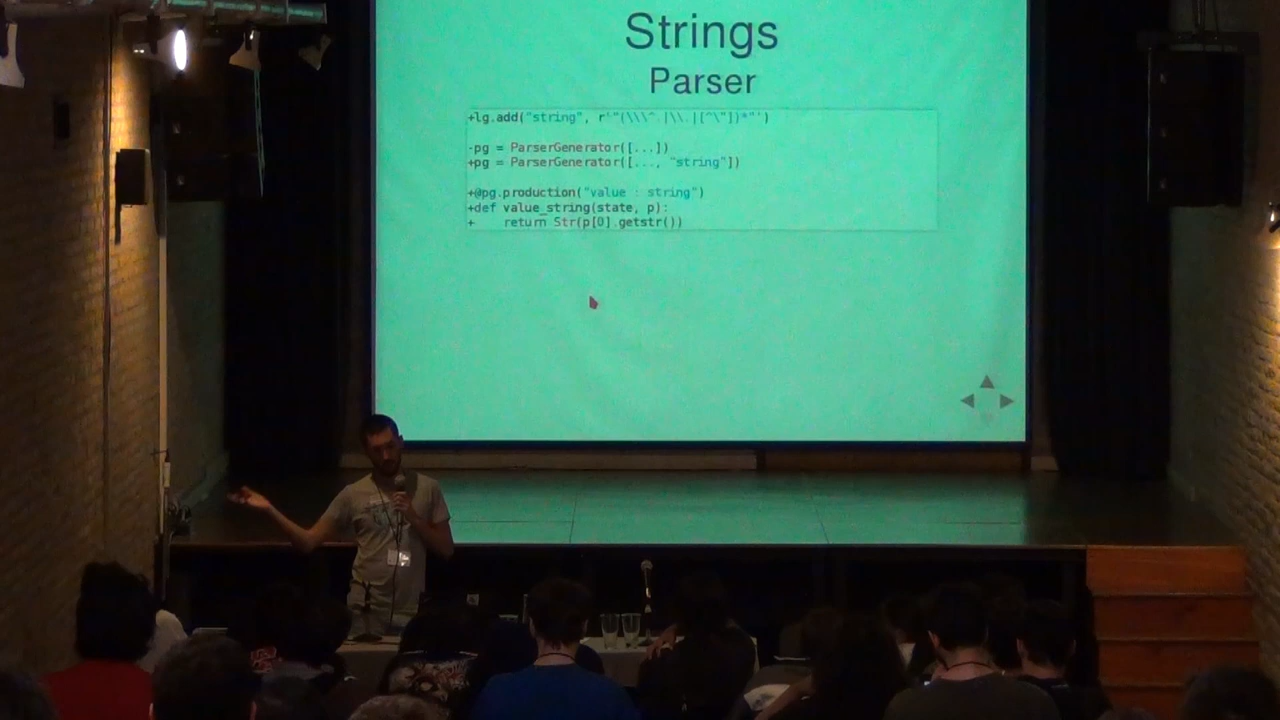 Strings
Parser
+lg.add("string", r'"(\\\^.|\\.|[^\"])*"')
-pg = ParserGenerator([...])
+pg = ParserGenerator([..., "string"])
+@pg.production("value : string")
+def value_string(state, p):
+    return Str(p[0].getstr())